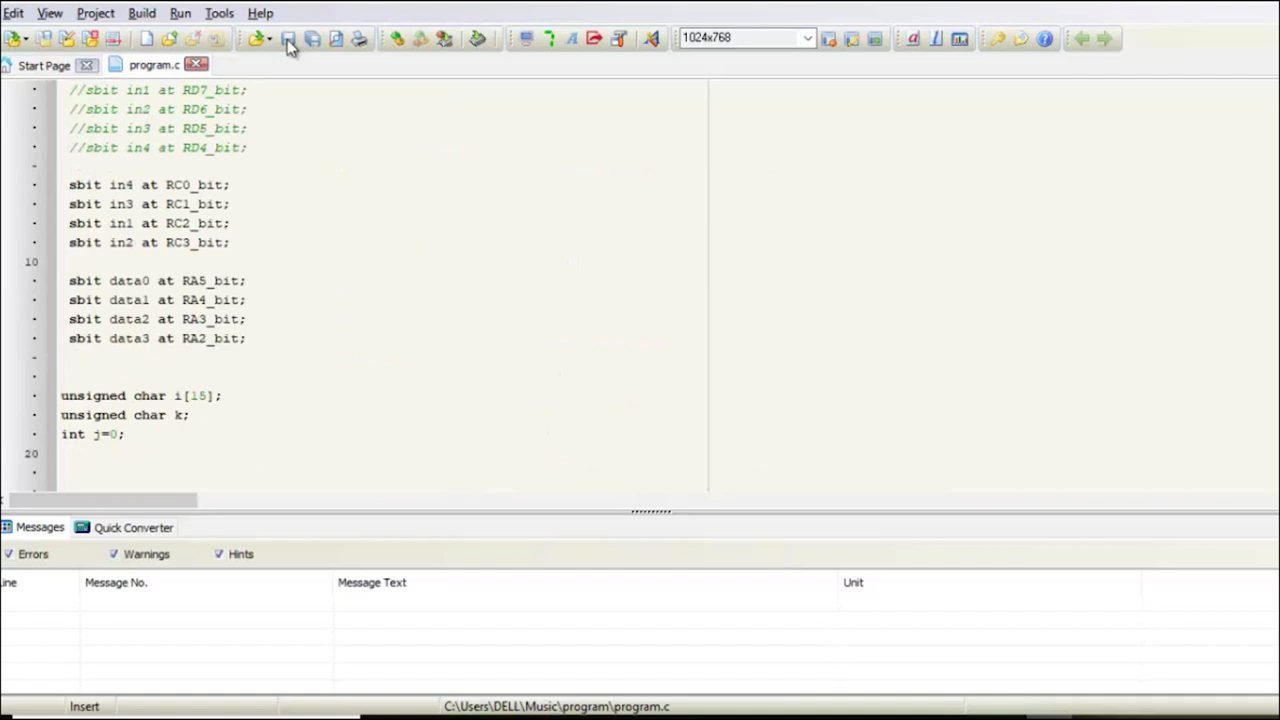 Edit View Project Build Run Tools Help
1024x768
Start Page program.c
//sbit in1 at RD7_bit;
//sbit in2 at RD6_bit;
//sbit in3 at RD5_bit;
//sbit in4 at RD4_bit;
sbit in4 at RC0_bit;
sbit in3 at RC1_bit;
sbit in1 at RC2_bit;
sbit in2 at RC3_bit;
10
sbit data0 at RA5_bit;
sbit data1 at RA4_bit;
sbit data2 at RA3_bit;
sbit data3 at RA2_bit;
unsigned char i[15];
unsigned char k;
int j=0;
20
Messages Quick Converter
Errors Warnings Hints
ine Message No. Message Text Unit
Insert C:\Users\DELL\Music\program\program.c